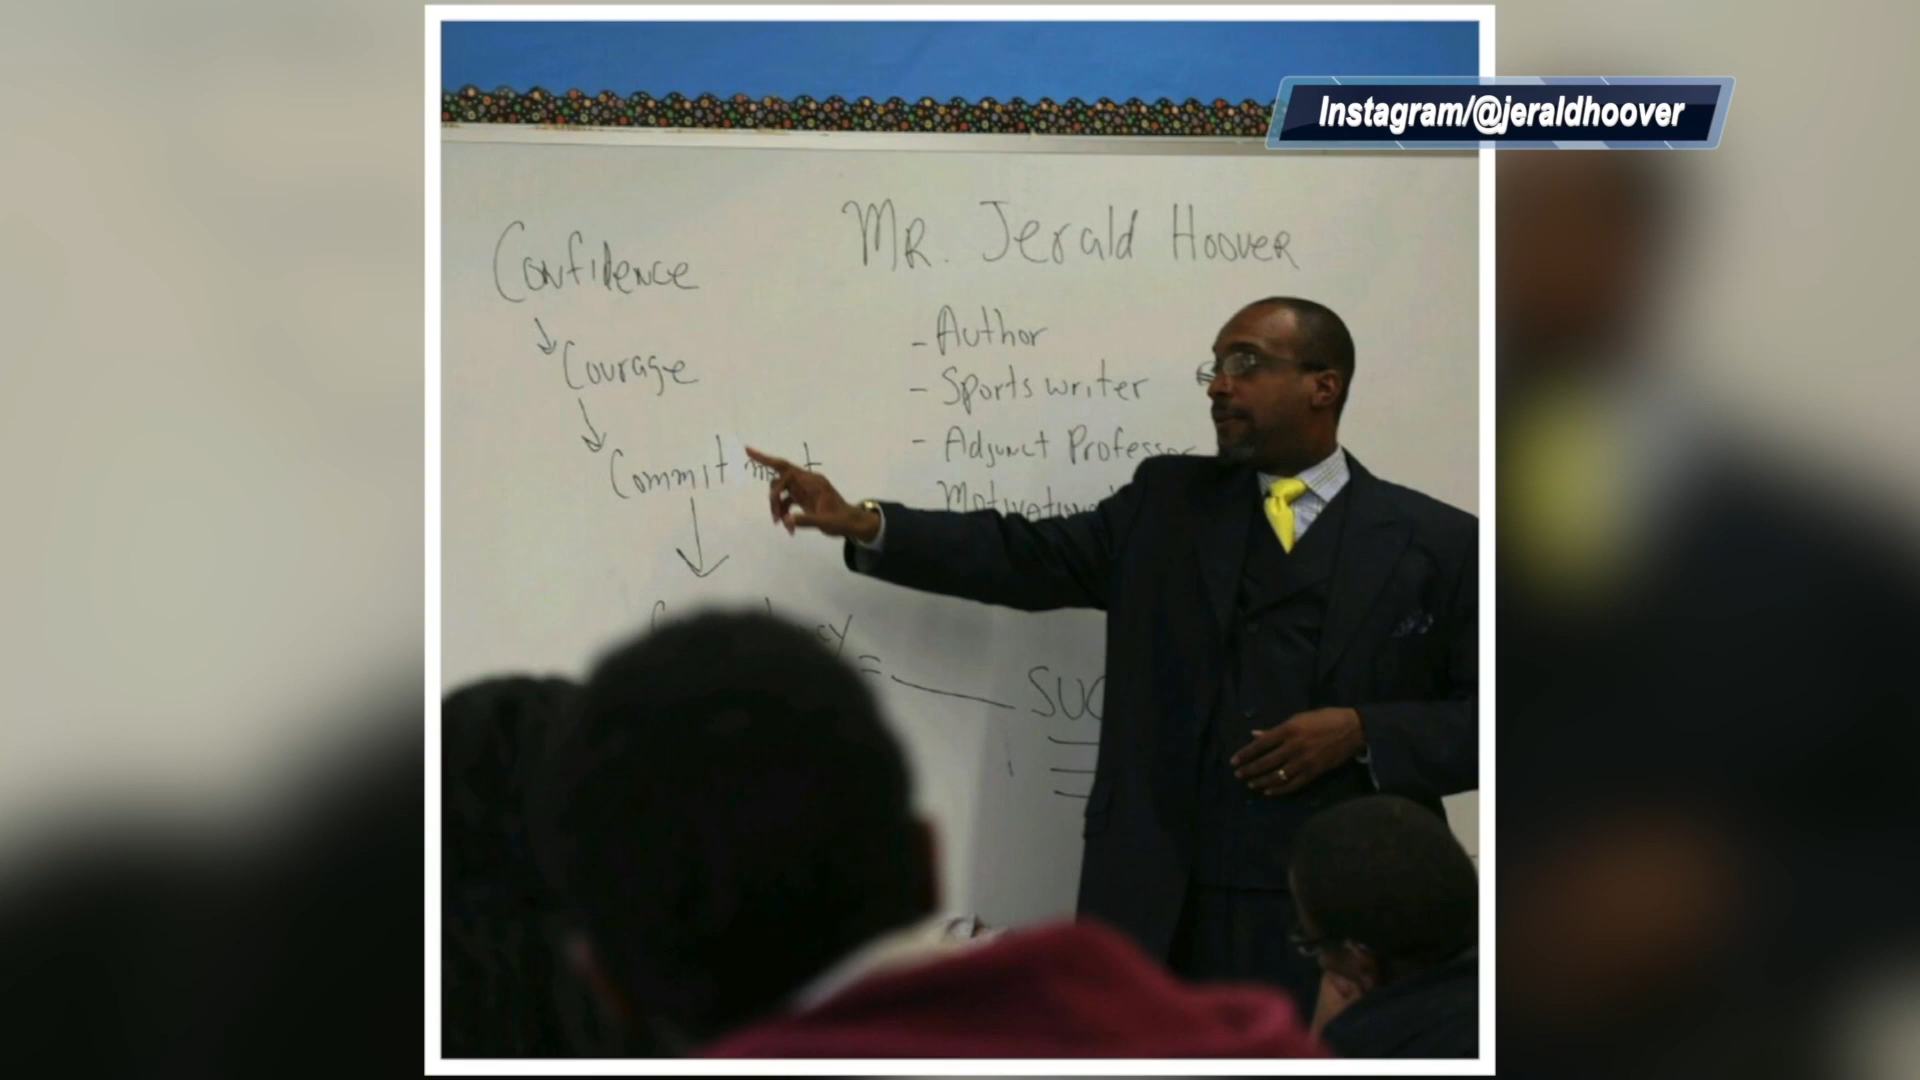 Instagram/@jeraldhoover
MR. Jerald Hoover
Confidence
Courage
Commitment
- Author
- Sports writer
- Adjunct Professor
=